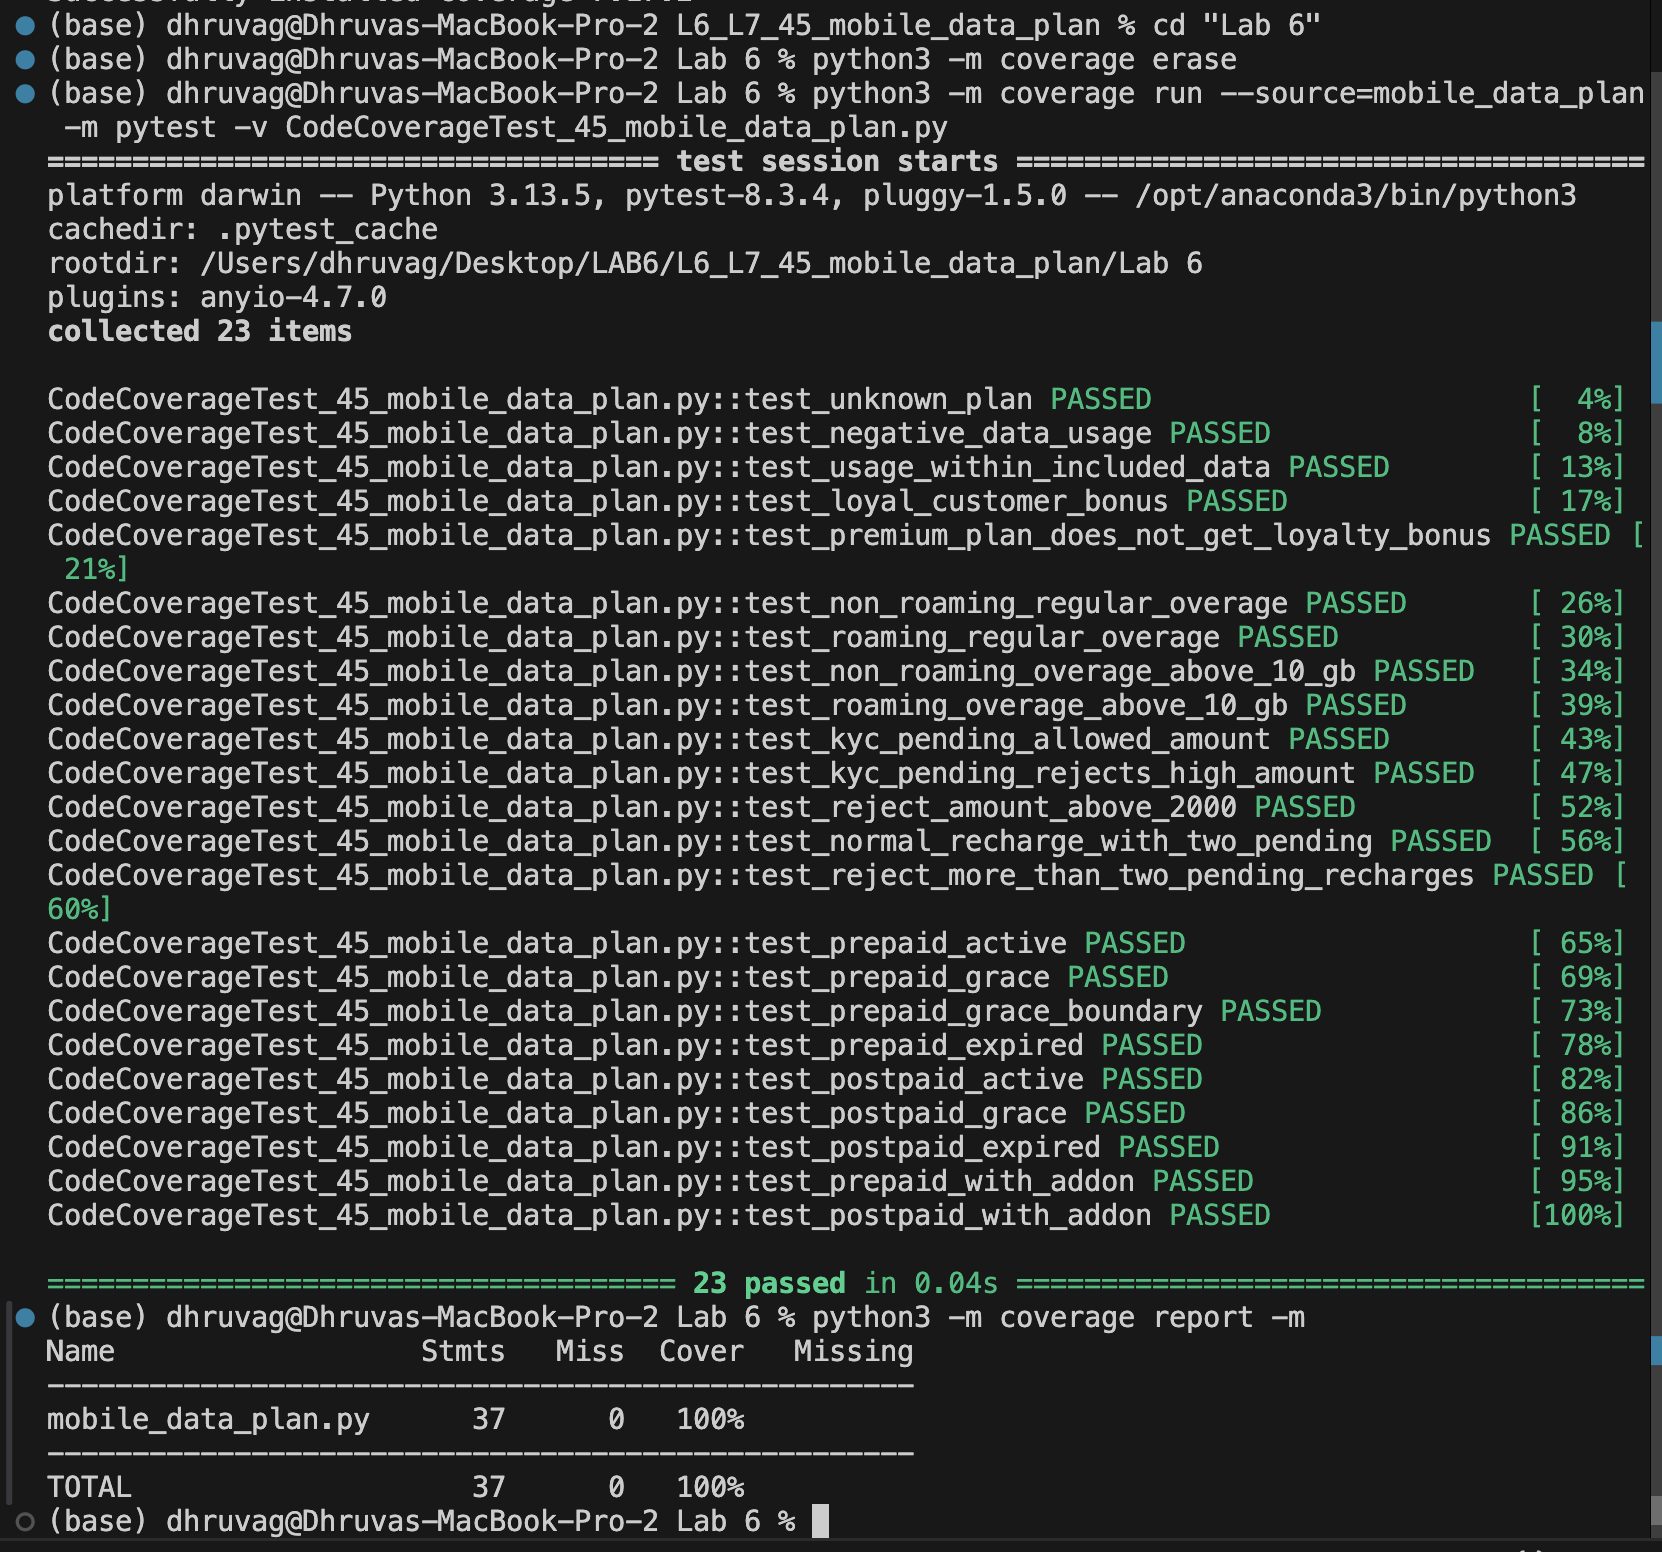 (base) dhruvag@Dhruvas-MacBook-Pro-2 L6_L7_45_mobile_data_plan % cd "Lab 6"
(base) dhruvag@Dhruvas-MacBook-Pro-2 Lab 6 % python3 -m coverage erase
(base) dhruvag@Dhruvas-MacBook-Pro-2 Lab 6 % python3 -m coverage run --source=mobile_data_plan
-m pytest -v CodeCoverageTest_45_mobile_data_plan.py
==================================== test session starts =====================================
platform darwin -- Python 3.13.5, pytest-8.3.4, pluggy-1.5.0 -- /opt/anaconda3/bin/python3
cachedir: .pytest_cache
rootdir: /Users/dhruvag/Desktop/LAB6/L6_L7_45_mobile_data_plan/Lab 6
plugins: anyio-4.7.0
collected 23 items
CodeCoverageTest_45_mobile_data_plan.py::test_unknown_plan PASSED [  4%]
CodeCoverageTest_45_mobile_data_plan.py::test_negative_data_usage PASSED [  8%]
CodeCoverageTest_45_mobile_data_plan.py::test_usage_within_included_data PASSED [ 13%]
CodeCoverageTest_45_mobile_data_plan.py::test_loyal_customer_bonus PASSED [ 17%]
CodeCoverageTest_45_mobile_data_plan.py::test_premium_plan_does_not_get_loyalty_bonus PASSED [
21%]
CodeCoverageTest_45_mobile_data_plan.py::test_non_roaming_regular_overage PASSED [ 26%]
CodeCoverageTest_45_mobile_data_plan.py::test_roaming_regular_overage PASSED [ 30%]
CodeCoverageTest_45_mobile_data_plan.py::test_non_roaming_overage_above_10_gb PASSED [ 34%]
CodeCoverageTest_45_mobile_data_plan.py::test_roaming_overage_above_10_gb PASSED [ 39%]
CodeCoverageTest_45_mobile_data_plan.py::test_kyc_pending_allowed_amount PASSED [ 43%]
CodeCoverageTest_45_mobile_data_plan.py::test_kyc_pending_rejects_high_amount PASSED [ 47%]
CodeCoverageTest_45_mobile_data_plan.py::test_reject_amount_above_2000 PASSED [ 52%]
CodeCoverageTest_45_mobile_data_plan.py::test_normal_recharge_with_two_pending PASSED [ 56%]
CodeCoverageTest_45_mobile_data_plan.py::test_reject_more_than_two_pending_recharges PASSED [
60%]
CodeCoverageTest_45_mobile_data_plan.py::test_prepaid_active PASSED [ 65%]
CodeCoverageTest_45_mobile_data_plan.py::test_prepaid_grace PASSED [ 69%]
CodeCoverageTest_45_mobile_data_plan.py::test_prepaid_grace_boundary PASSED [ 73%]
CodeCoverageTest_45_mobile_data_plan.py::test_prepaid_expired PASSED [ 78%]
CodeCoverageTest_45_mobile_data_plan.py::test_postpaid_active PASSED [ 82%]
CodeCoverageTest_45_mobile_data_plan.py::test_postpaid_grace PASSED [ 86%]
CodeCoverageTest_45_mobile_data_plan.py::test_postpaid_expired PASSED [ 91%]
CodeCoverageTest_45_mobile_data_plan.py::test_prepaid_with_addon PASSED [ 95%]
CodeCoverageTest_45_mobile_data_plan.py::test_postpaid_with_addon PASSED [100%]
===================================== 23 passed in 0.04s =====================================
(base) dhruvag@Dhruvas-MacBook-Pro-2 Lab 6 % python3 -m coverage report -m
Name                  Stmts   Miss  Cover   Missing
---------------------------------------------------
mobile_data_plan.py      37      0   100%
---------------------------------------------------
TOTAL                    37      0   100%
(base) dhruvag@Dhruvas-MacBook-Pro-2 Lab 6 %